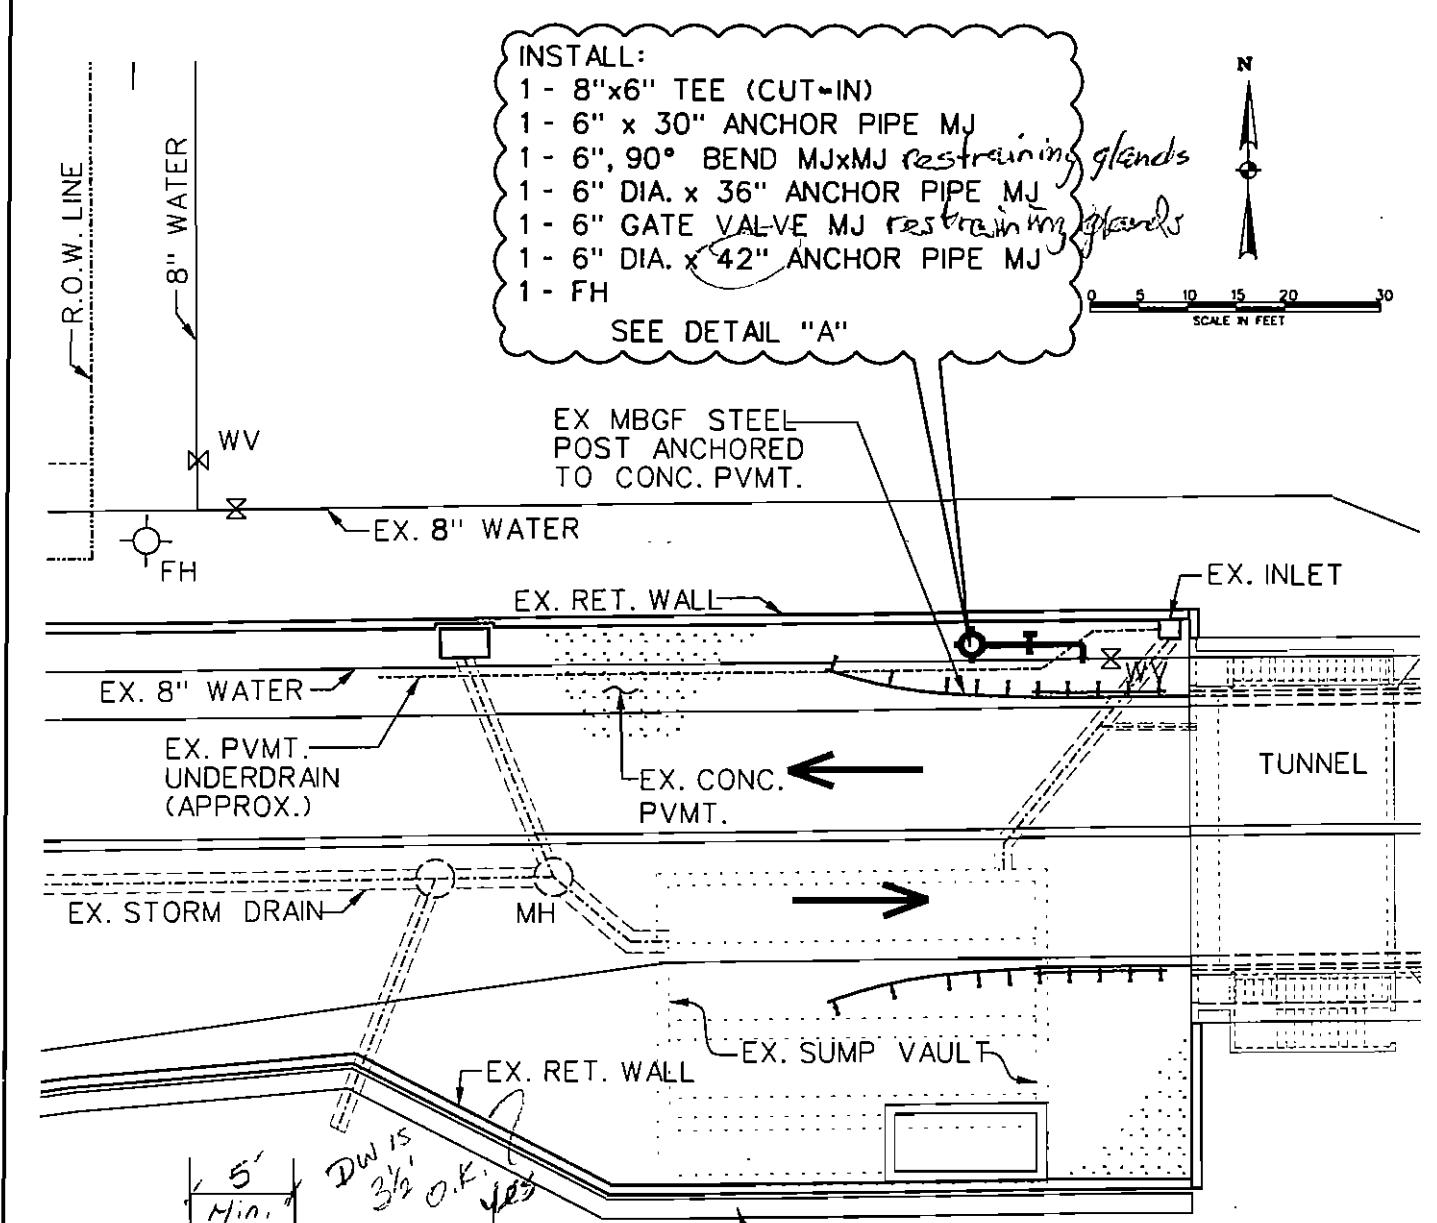 INSTALL:
1 - 8"x6" TEE (CUT-IN)
1 - 6" x 30" ANCHOR PIPE MJ
1 - 6", 90° BEND MJxMJ restraining glands
1 - 6" DIA. x 36" ANCHOR PIPE MJ
1 - 6" GATE VALVE MJ restraining glands
1 - 6" DIA. x 42" ANCHOR PIPE MJ
1 - FH
SEE DETAIL "A"
N
0 5 10 15 20 30
SCALE IN FEET
R.O.W. LINE
8" WATER
WV
EX MBGF STEEL
POST ANCHORED
TO CONC. PVMT.
EX. 8" WATER
FH
EX. INLET
EX. RET. WALL
WV
EX. 8" WATER
EX. PVMT.
UNDERDRAIN
(APPROX.)
EX. CONC.
PVMT.
TUNNEL
EX. STORM DRAIN
MH
EX. SUMP VAULT
EX. RET. WALL
5'
Min.
DW is
3½'
O.K.
yes